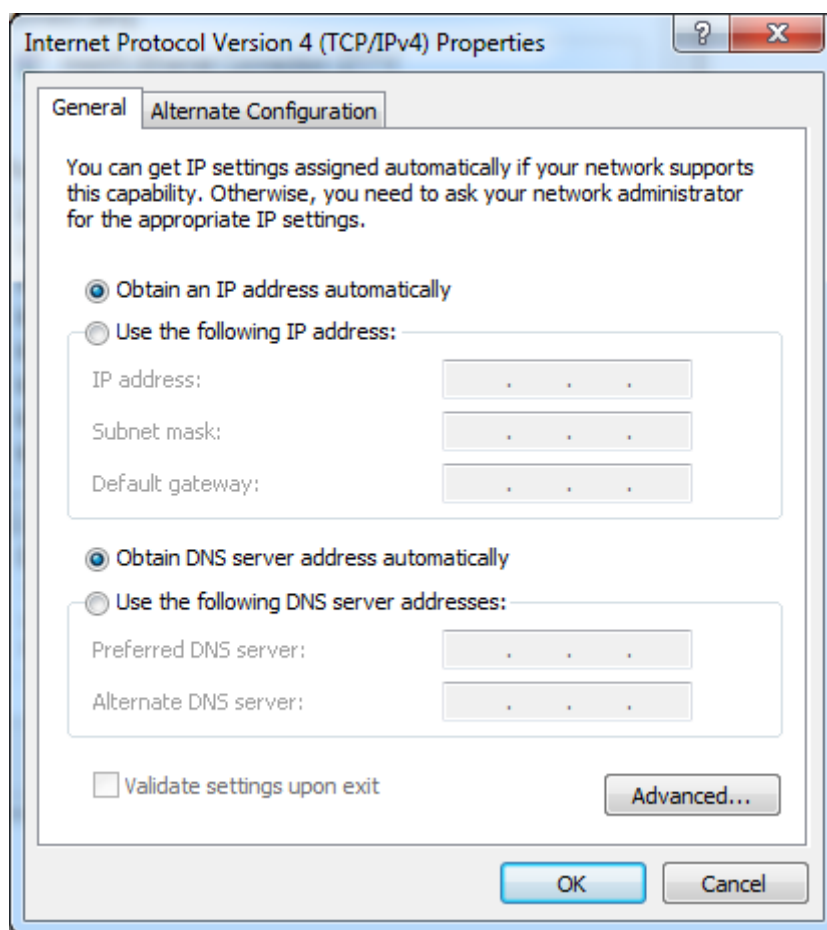 Internet Protocol Version 4 (TCP/IPv4) Properties
General
Alternate Configuration
You can get IP settings assigned automatically if your network supports
this capability. Otherwise, you need to ask your network administrator
for the appropriate IP settings.
Obtain an IP address automatically
Use the following IP address:
IP address: . . .
Subnet mask: . . .
Default gateway: . . .
Obtain DNS server address automatically
Use the following DNS server addresses:
Preferred DNS server: . . .
Alternate DNS server: . . .
Validate settings upon exit
Advanced...
OK
Cancel